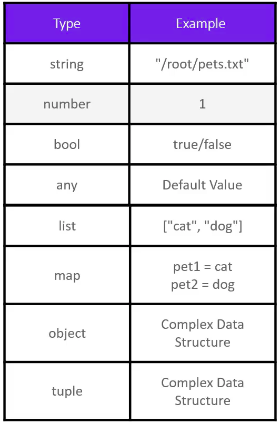 Type Example
string "/root/pets.txt"
number 1
bool true/false
any Default Value
list ["cat", "dog"]
map pet1 = cat
pet2 = dog
object Complex Data
Structure
tuple Complex Data
Structure